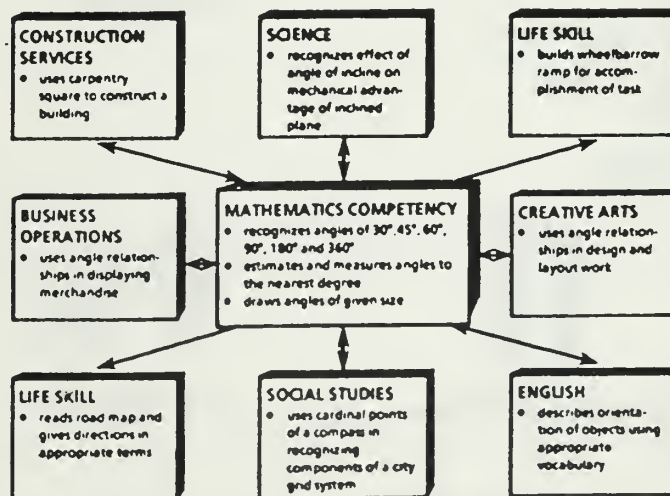 CONSTRUCTION
SERVICES
• uses carpentry
square to construct a
building
SCIENCE
• recognizes effect of
angle of incline on
mechanical advan-
tage of inclined
plane
LIFE SKILL
• builds wheelbarrow
ramp for accom-
plishment of task
BUSINESS
OPERATIONS
• uses angle relation-
ships in displaying
merchandise
MATHEMATICS COMPETENCY
• recognizes angles of 30°, 45°, 60°,
90°, 180° and 360°
• estimates and measures angles to
the nearest degree
• draws angles of given size
CREATIVE ARTS
• uses angle relation-
ships in design and
layout work
LIFE SKILL
• reads road map and
gives directions in
appropriate terms
SOCIAL STUDIES
• uses cardinal points
of a compass in
recognizing
components of a city
grid system
ENGLISH
• describes orienta-
tion of objects using
appropriate
vocabulary